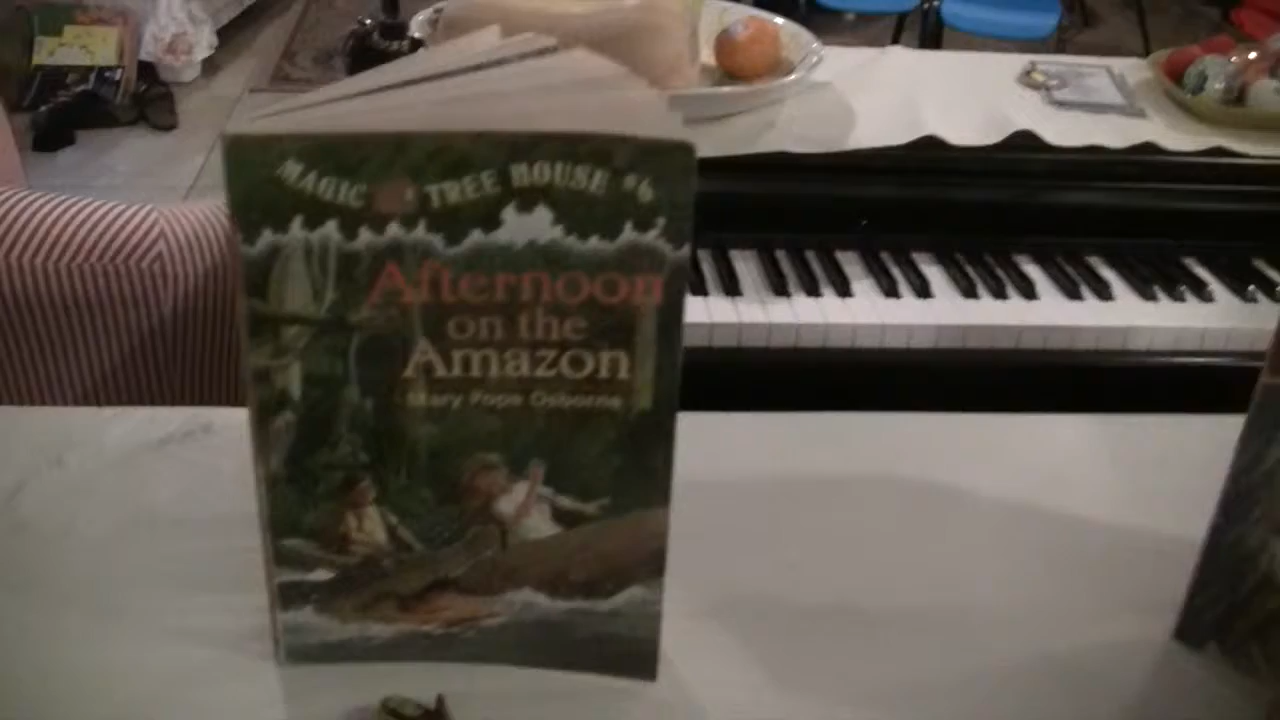 MAGIC TREE HOUSE #6
Afternoon
on the
Amazon
Mary Pope Osborne